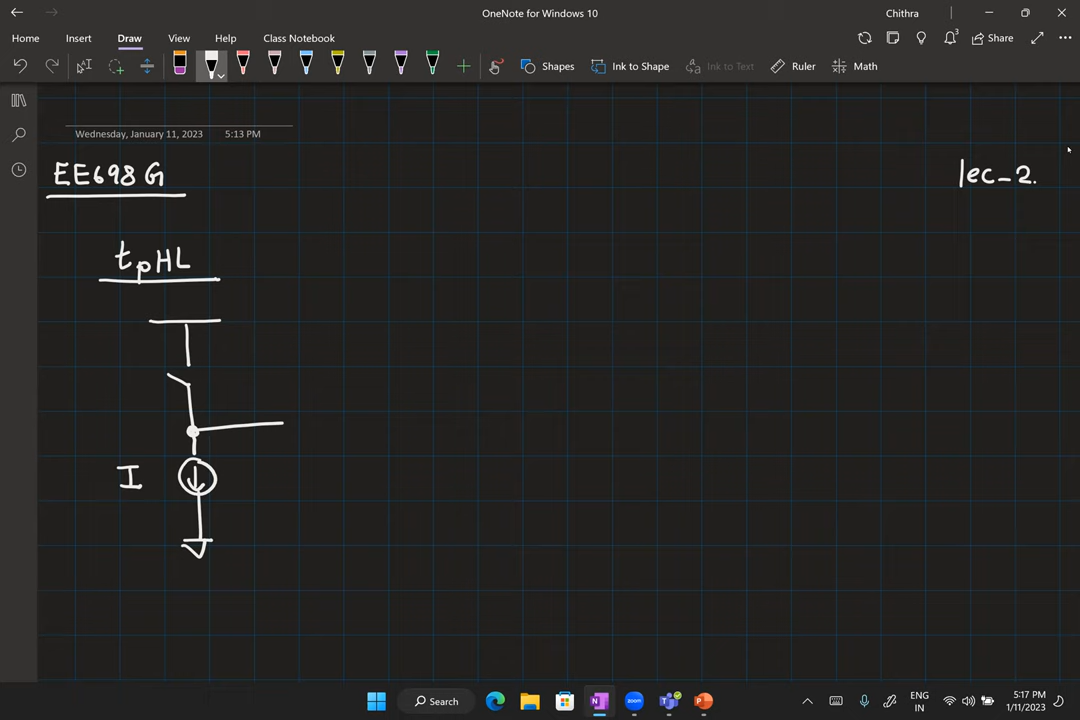 OneNote for Windows 10
Chithra
Home Insert Draw View Help Class Notebook
Share
Shapes Ink to Shape Ink to Text Ruler Math
Wednesday, January 11, 2023 5:13 PM
EE698 G
lec-2.
tpHL
I
Search
ENG
IN
5:17 PM
1/11/2023